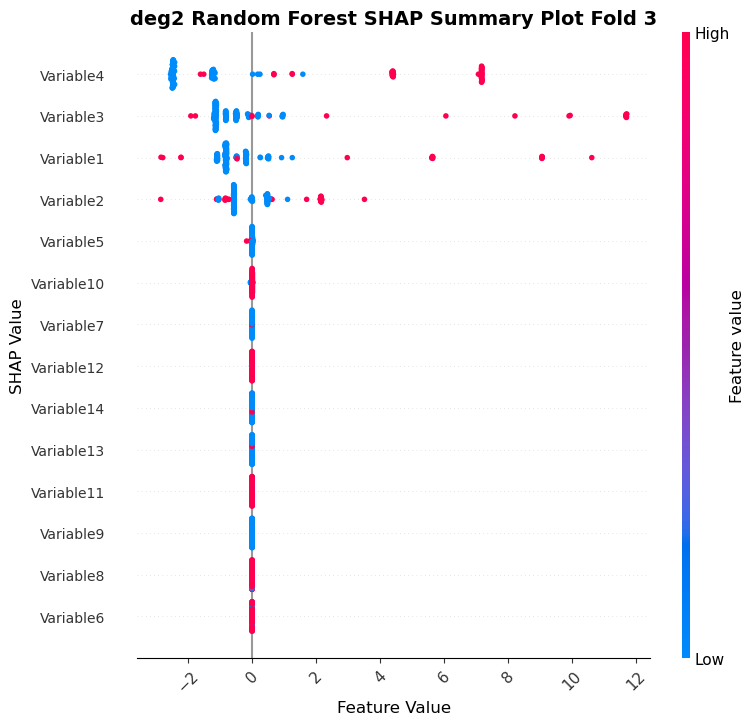 deg2 Random Forest SHAP Summary Plot Fold 3
High
Variable4
Variable3
Variable1
Variable2
Variable5
Variable10
Variable7
Variable12
Variable14
Variable13
Variable11
Variable9
Variable8
Variable6
SHAP Value
Feature value
Low
−2 0 2 4 6 8 10 12
Feature Value